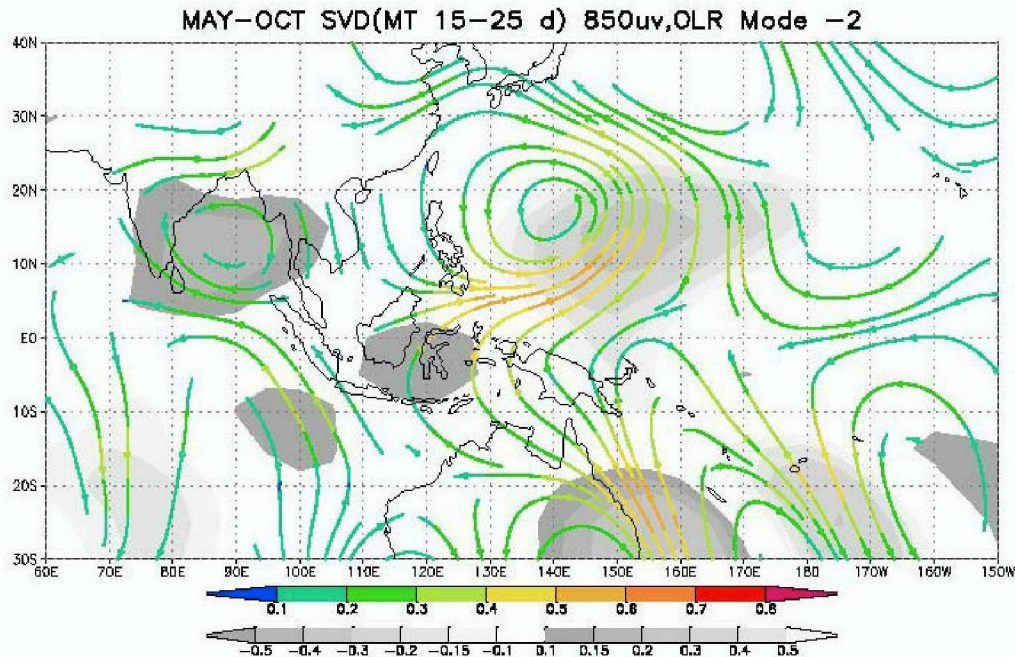 MAY-OCT SVD(MT 15-25 d) 850uv,OLR Mode -2
40N
30N
20N
10N
EQ
10S
20S
30S
60E 70E 80E 90E 100E 110E 120E 130E 140E 150E 160E 170E 180 170W 160W 150W
0.1 0.2 0.3 0.4 0.5 0.6 0.7 0.8
-0.5 -0.4 -0.3 -0.2 -0.15 -0.1 0.1 0.15 0.2 0.3 0.4 0.5